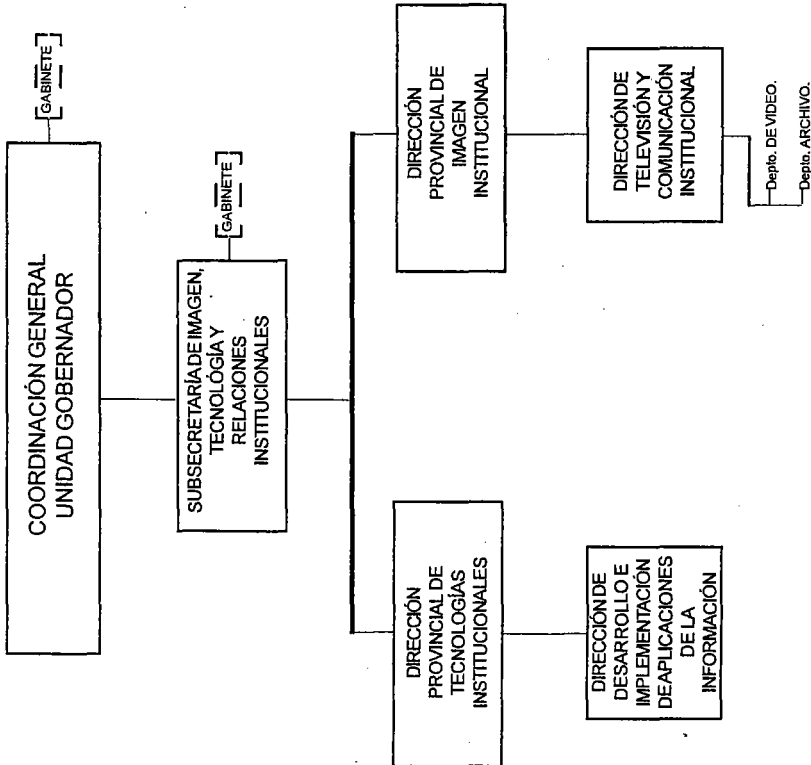 COORDINACIÓN GENERAL
UNIDAD GOBERNADOR
GABINETE
SUBSECRETARÍA DE IMAGEN,
TECNOLÓGÍA Y
RELACIONES
INSTITUCIONALES
GABINETE
DIRECCIÓN
PROVINCIAL DE
TECNOLOGÍAS
INSTITUCIONALES
DIRECCIÓN
PROVINCIAL DE
IMAGEN
INSTITUCIONAL
DIRECCIÓN DE
DESARROLLO E
IMPLEMENTACIÓN
DE APLICACIONES
DE LA
INFORMACIÓN
DIRECCIÓN DE
TELEVISIÓN Y
COMUNICACIÓN
INSTITUCIONAL
Depto. DE VIDEO.
Depto. ARCHIVO.